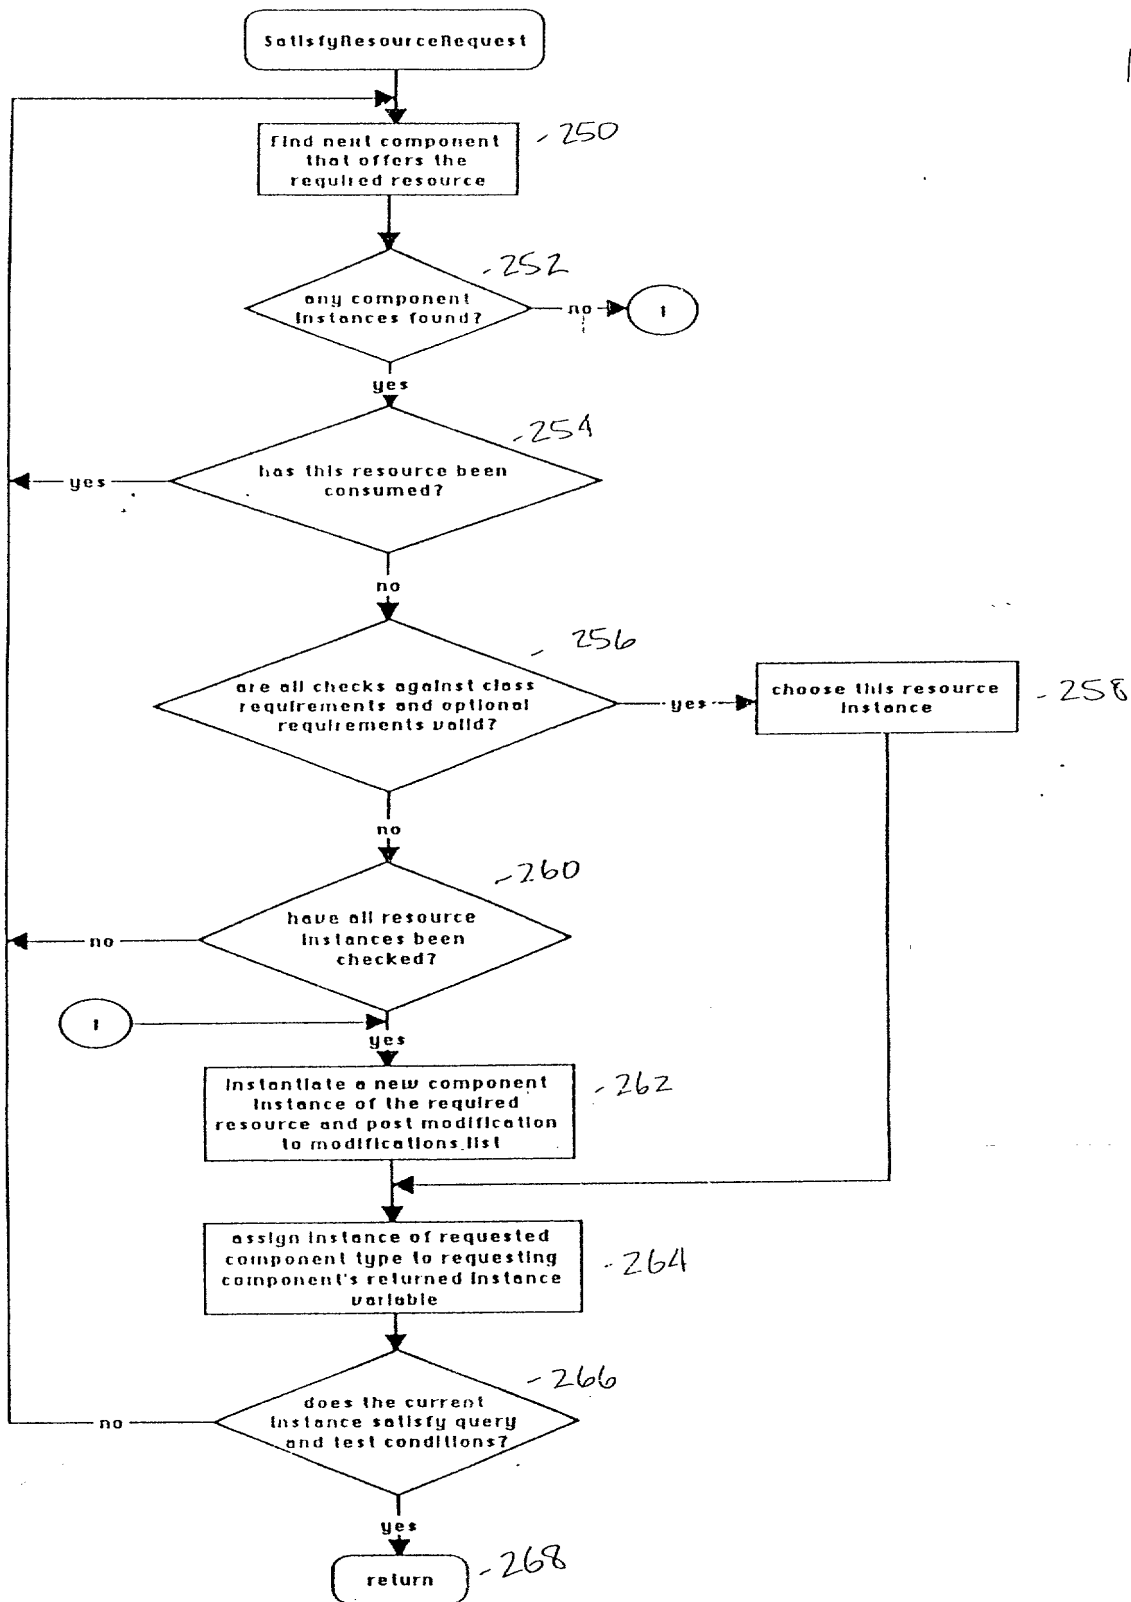 SatisfyResourceRequest
Find next component
that offers the
required resource
-250
-252
any component
instances found?
no
1
yes
-254
has this resource been
consumed?
yes
no
-256
are all checks against class
requirements and optional
requirements valid?
yes
choose this resource
instance
-258
no
-260
have all resource
instances been
checked?
no
1
yes
instantiate a new component
instance of the required
resource and post modification
to modifications list
-262
assign instance of requested
component type to requesting
component's returned instance
variable
-264
-266
does the current
instance satisfy query
and test conditions?
no
yes
return
-268